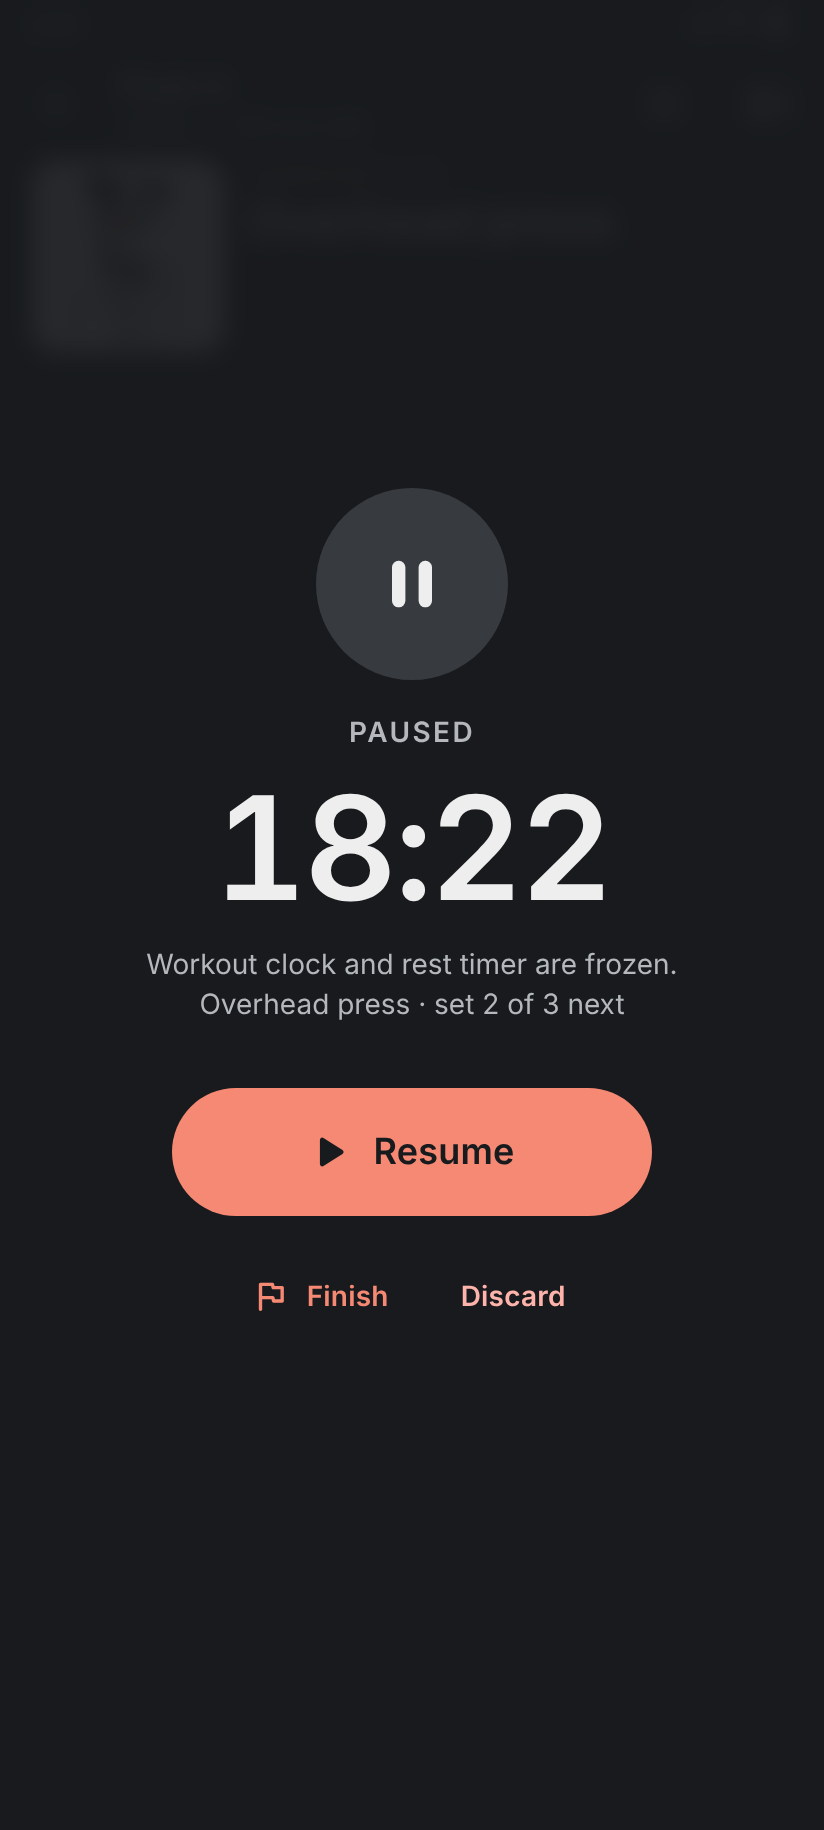 PAUSED
18:22
Workout clock and rest timer are frozen.
Overhead press · set 2 of 3 next
Resume
Finish
Discard